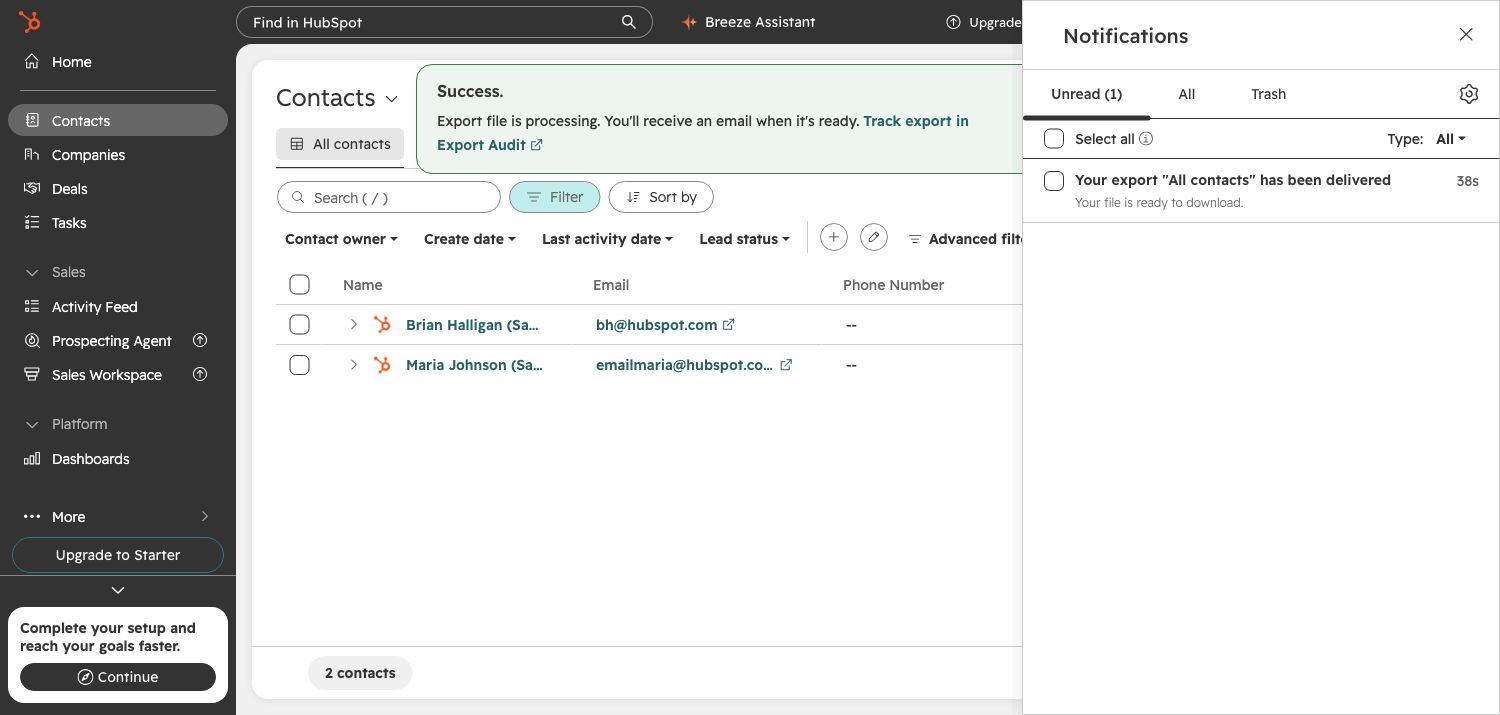 Find in HubSpot
Breeze Assistant
Upgrade
Home
Contacts
Companies
Deals
Tasks
Sales
Activity Feed
Prospecting Agent
Sales Workspace
Platform
Dashboards
More
Upgrade to Starter
Complete your setup and
reach your goals faster.
Continue
Contacts
All contacts
Success.
Export file is processing. You'll receive an email when it's ready. Track export in
Export Audit
Search ( / )
Filter
Sort by
Contact owner
Create date
Last activity date
Lead status
Advanced filte
Name Email Phone Number
Brian Halligan (Sa... bh@hubspot.com --
Maria Johnson (Sa... emailmaria@hubspot.co... --
2 contacts
Notifications
Unread (1) All Trash
Select all Type: All
Your export "All contacts" has been delivered 38s
Your file is ready to download.